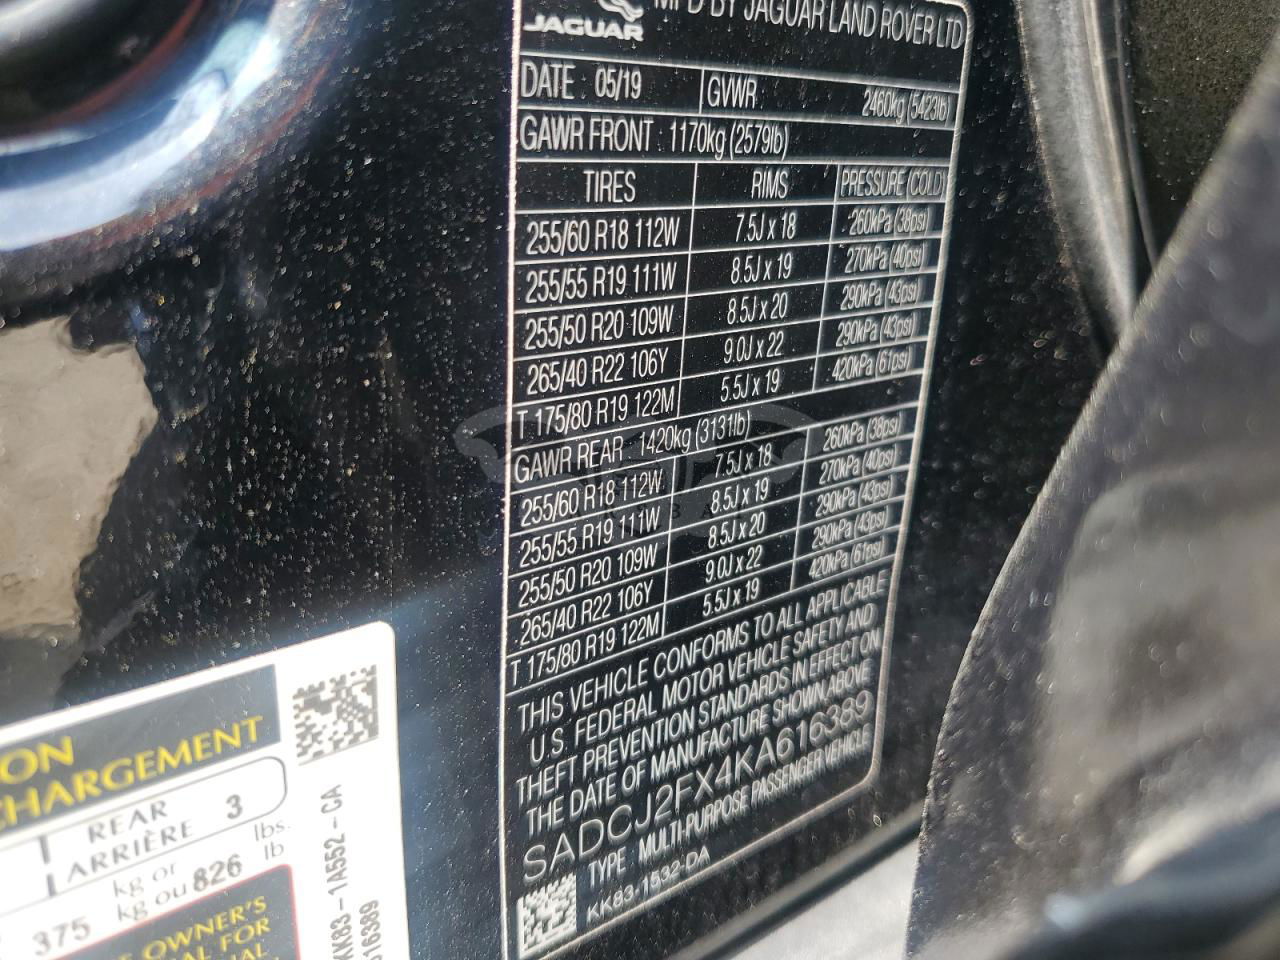 JAGUAR MFD BY JAGUAR LAND ROVER LTD
DATE : 05/19 GVWR 2460kg (5423lb)
GAWR FRONT : 1170kg (2579lb)
TIRES RIMS PRESSURE (COLD)
255/60 R18 112W 7.5J x 18 260kPa (38psi)
255/55 R19 111W 8.5J x 19 270kPa (40psi)
255/50 R20 109W 8.5J x 20 290kPa (43psi)
265/40 R22 106Y 9.0J x 22 290kPa (43psi)
T 175/80 R19 122M 5.5J x 19 420kPa (61psi)
GAWR REAR : 1420kg (3131lb)
255/60 R18 112W 7.5J x 18 260kPa (38psi)
255/55 R19 111W 8.5J x 19 270kPa (40psi)
255/50 R20 109W 8.5J x 20 290kPa (43psi)
265/40 R22 106Y 9.0J x 22 290kPa (43psi)
T 175/80 R19 122M 5.5J x 19 420kPa (61psi)
THIS VEHICLE CONFORMS TO ALL APPLICABLE
U.S. FEDERAL MOTOR VEHICLE SAFETY AND
THEFT PREVENTION STANDARDS IN EFFECT ON
THE DATE OF MANUFACTURE SHOWN ABOVE
SADCJ2FX4KA616389
TYPE : MULTI-PURPOSE PASSENGER VEHICLE
KK83-1532-DA
ON
CHARGEMENT
REAR
ARRIÈRE 3
kg or lbs.
375 kg ou 826 lb
OWNER'S
AL FOR
UAL
KK83-1A552-CA
616389